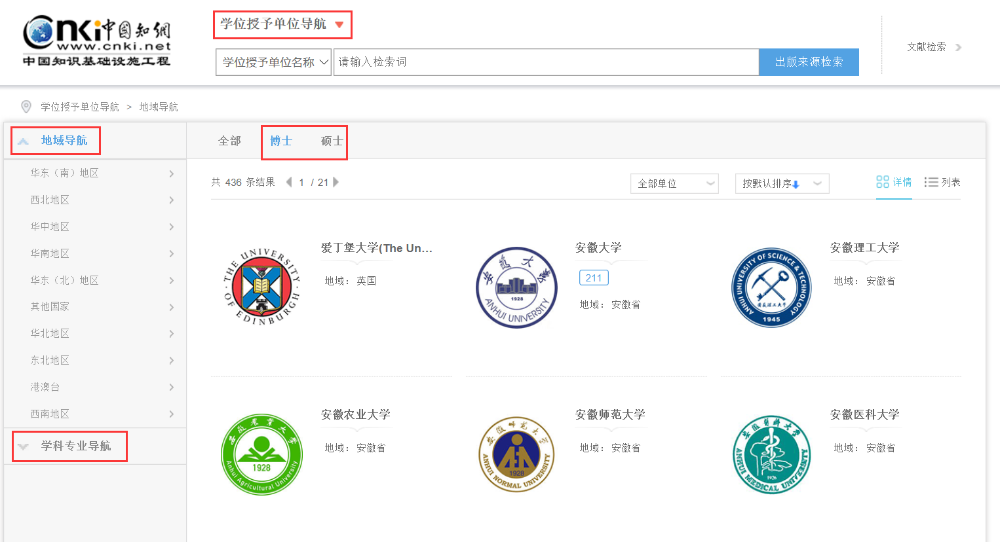 cnki中国知網
www.cnki.net
中国知识基础设施工程
学位授予单位导航
学位授予单位名称
请输入检索词
出版来源检索
文献检索
学位授予单位导航 > 地域导航
地域导航
华东（南）地区
西北地区
华中地区
华南地区
华东（北）地区
其他国家
华北地区
东北地区
港澳台
西南地区
学科专业导航
全部 博士 硕士
共 436 条结果 1 / 21
全部单位
按默认排序
详情
列表
THE UNIVERSITY OF EDINBURGH
爱丁堡大学(The Un...
地域： 英国
安徽大学
1928
ANHUI UNIVERSITY
安徽大学
211
地域： 安徽省
ANHUI UNIVERSITY OF SCIENCE & TECHNOLOGY
安徽理工大学
1945
安徽理工大学
地域： 安徽省
安徽农业大学
1928
Anhui Agricultural University
安徽农业大学
地域： 安徽省
安徽师范大学
1928
ANHUI NORMAL UNIVERSITY
安徽师范大学
地域： 安徽省
安徽医科大学
1926
ANHUI MEDICAL UNIVERSITY
安徽医科大学
地域： 安徽省